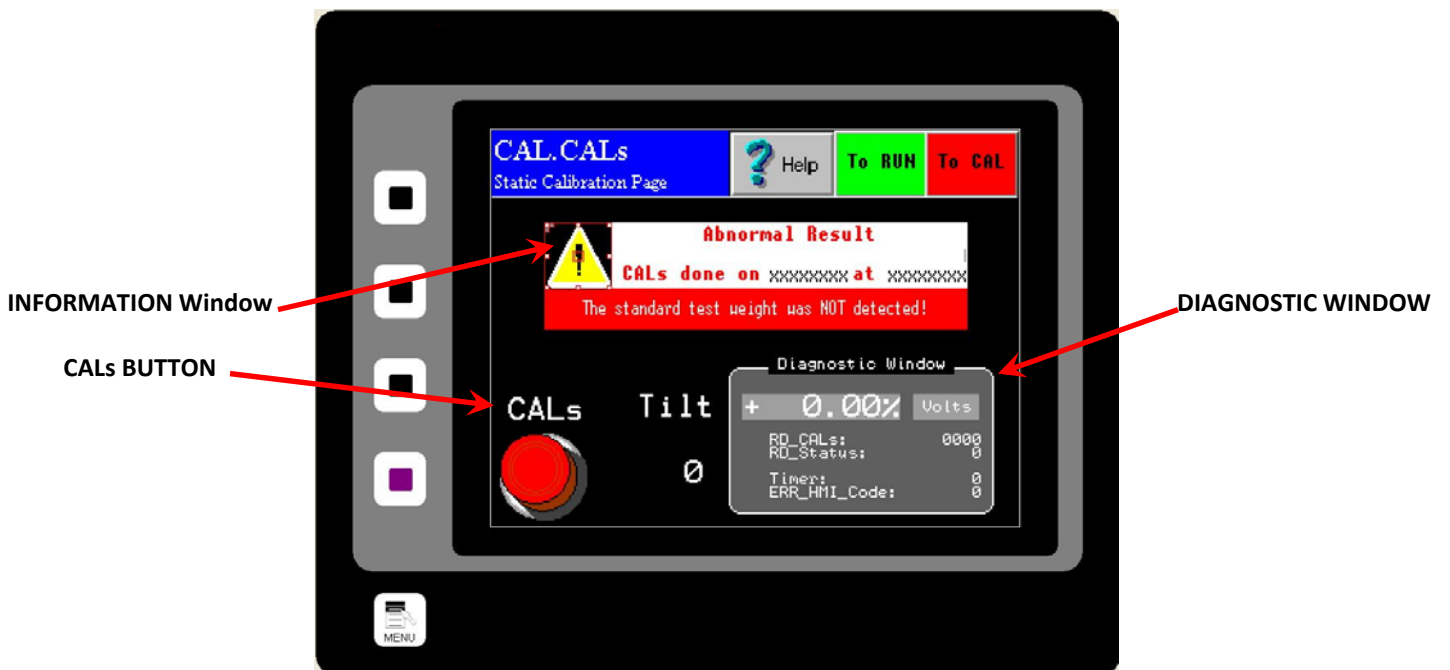 CAL.CALs
Static Calibration Page
Help
To RUN
To CAL
Abnormal Result
CALs done on xxxxxxxx at xxxxxxxx
The standard test weight was NOT detected!
INFORMATION Window
DIAGNOSTIC WINDOW
CALs BUTTON
Diagnostic Window
CALs
Tilt
+ 0.00% Volts
RD_CALs: 0000
RD_Status: 0
0
Timer: 0
ERR_HMI_Code: 0
MENU